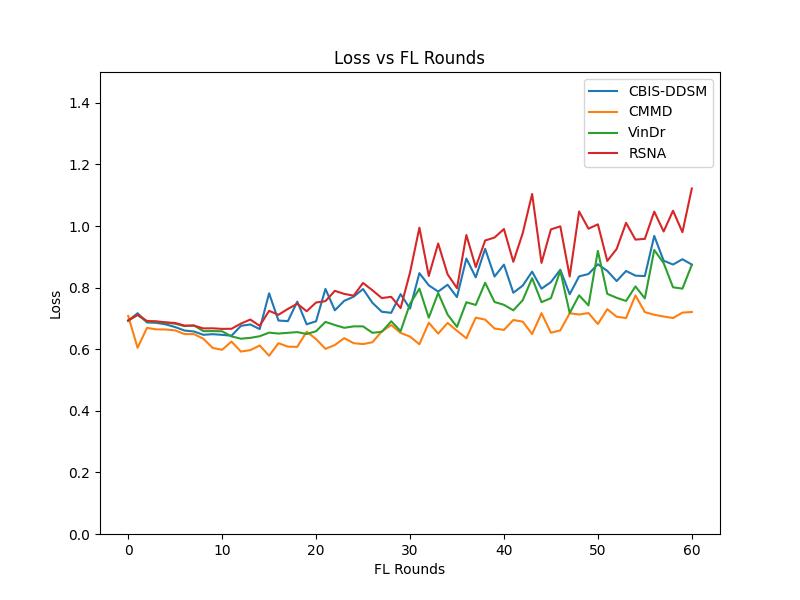 Loss vs FL Rounds
CBIS-DDSM
CMMD
VinDr
RSNA
Loss
1.4
1.2
1.0
0.8
0.6
0.4
0.2
0.0
0 10 20 30 40 50 60
FL Rounds